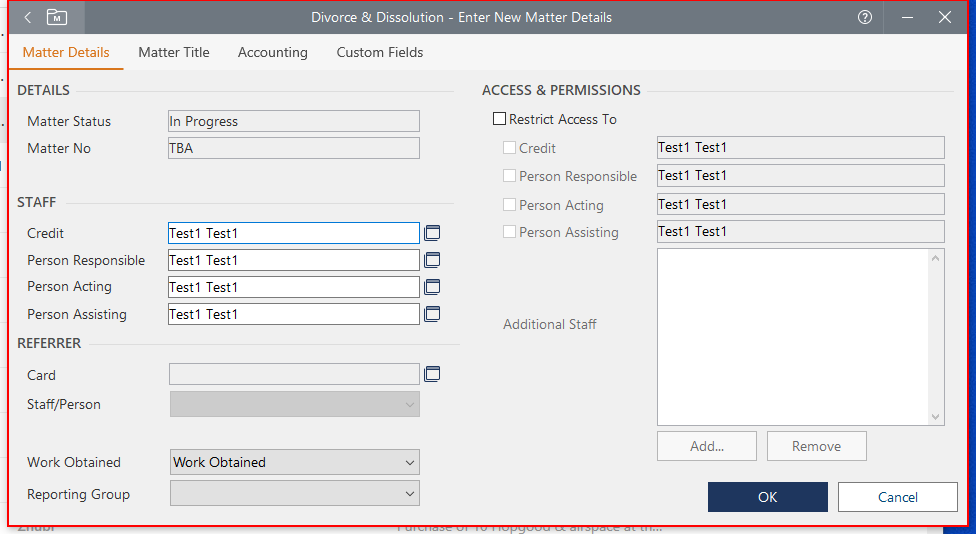 Divorce & Dissolution - Enter New Matter Details
Matter Details
Matter Title
Accounting
Custom Fields
DETAILS
Matter Status
In Progress
Matter No
TBA
STAFF
Credit
Test1 Test1
Person Responsible
Test1 Test1
Person Acting
Test1 Test1
Person Assisting
Test1 Test1
REFERRER
Card
Staff/Person
Work Obtained
Work Obtained
Reporting Group
ACCESS & PERMISSIONS
Restrict Access To
Credit
Test1 Test1
Person Responsible
Test1 Test1
Person Acting
Test1 Test1
Person Assisting
Test1 Test1
Additional Staff
Add...
Remove
OK
Cancel
Purchase of 10 Hopgood & airspace at th...